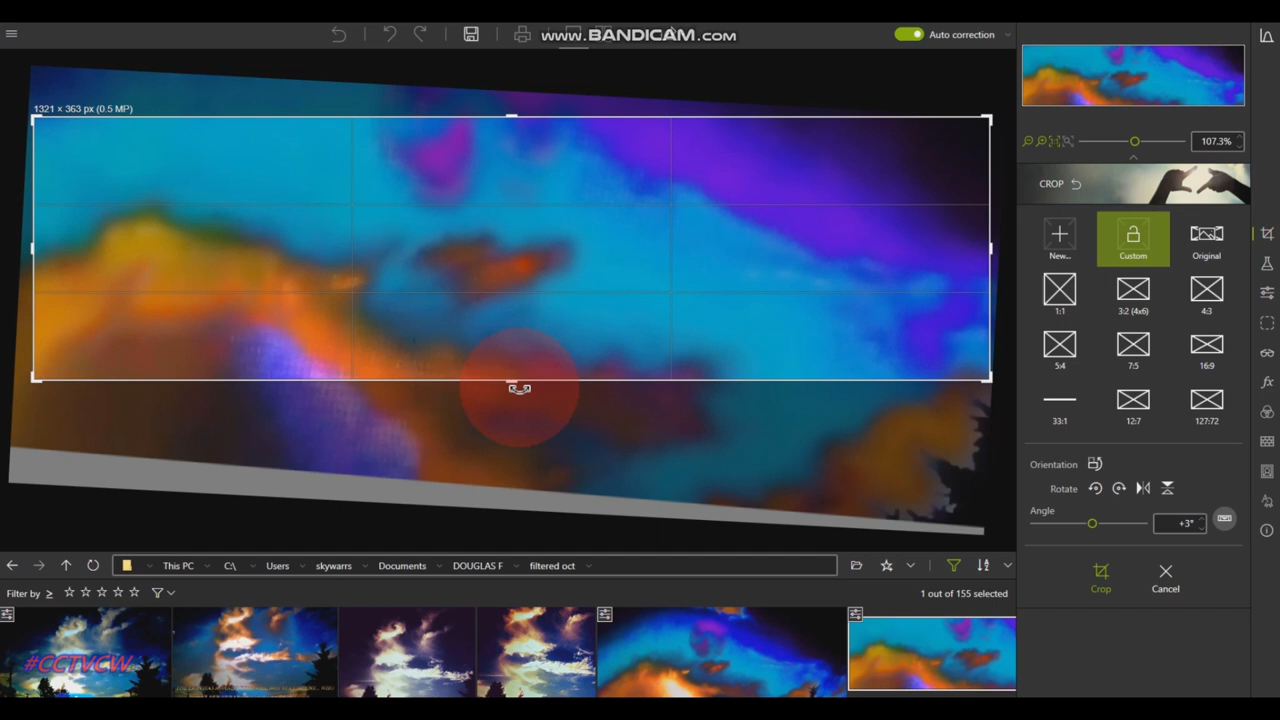 www.BANDICAM.com
Auto correction
1321 × 363 px (0.5 MP)
107.3%
CROP
New...
Custom
Original
1:1
3:2 (4x6)
4:3
5:4
7:5
16:9
33:1
12:7
127:72
Orientation
Rotate
Angle
+3°
Crop
Cancel
This PC
C:\
Users
skywarrs
Documents
DOUGLAS F
filtered oct
Filter by ≥
1 out of 155 selected
#CCTVCW